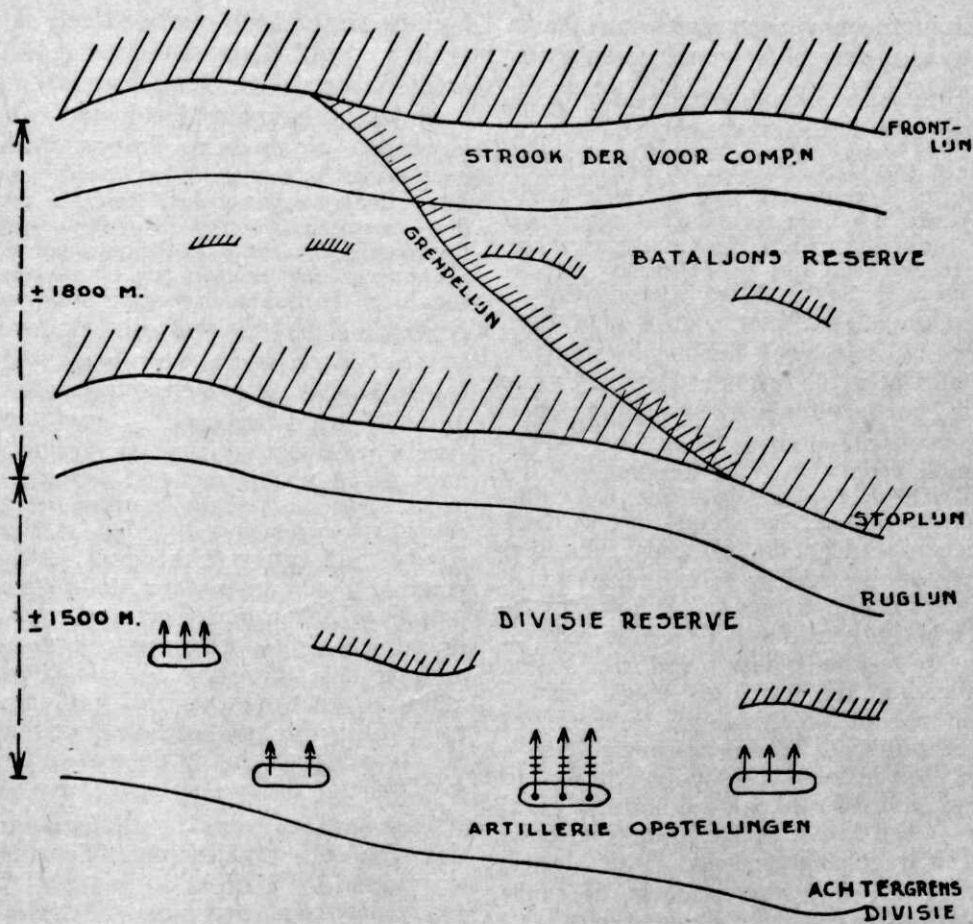 FRONT-
LIJN
STROOK DER VOOR COMP.N
GRENDELLIJN
BATALJONS RESERVE
± 1800 M.
STOPLIJN
RUGLIJN
± 1500 M.
DIVISIE RESERVE
ARTILLERIE OPSTELLINGEN
ACHTERGRENS
DIVISIE